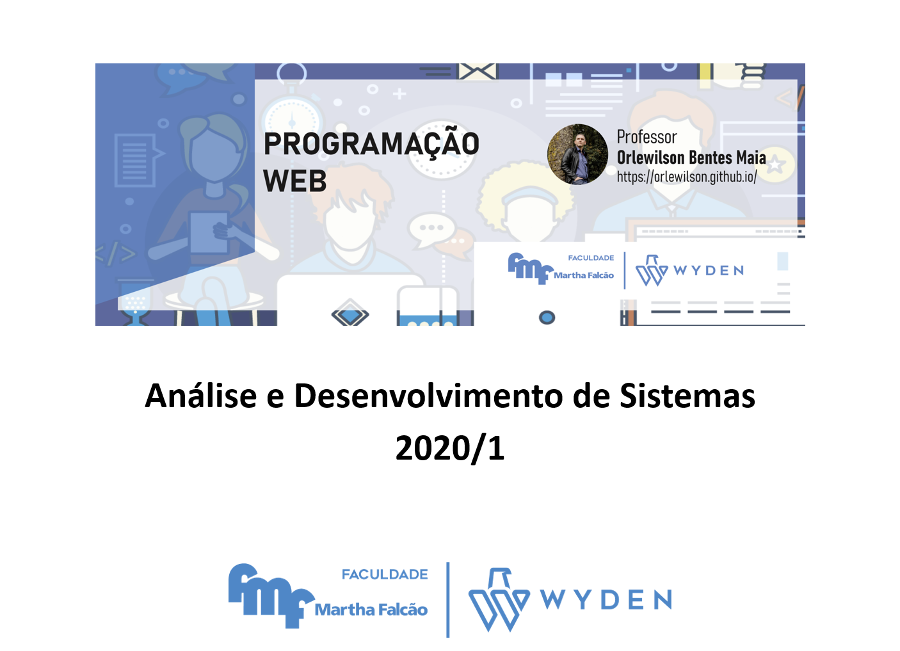 PROGRAMAÇÃO
WEB
Professor
Orlewilson Bentes Maia
https://orlewilson.github.io/
fmf
FACULDADE
Martha Falcão
WYDEN
Análise e Desenvolvimento de Sistemas
2020/1
fmf
FACULDADE
Martha Falcão
WYDEN